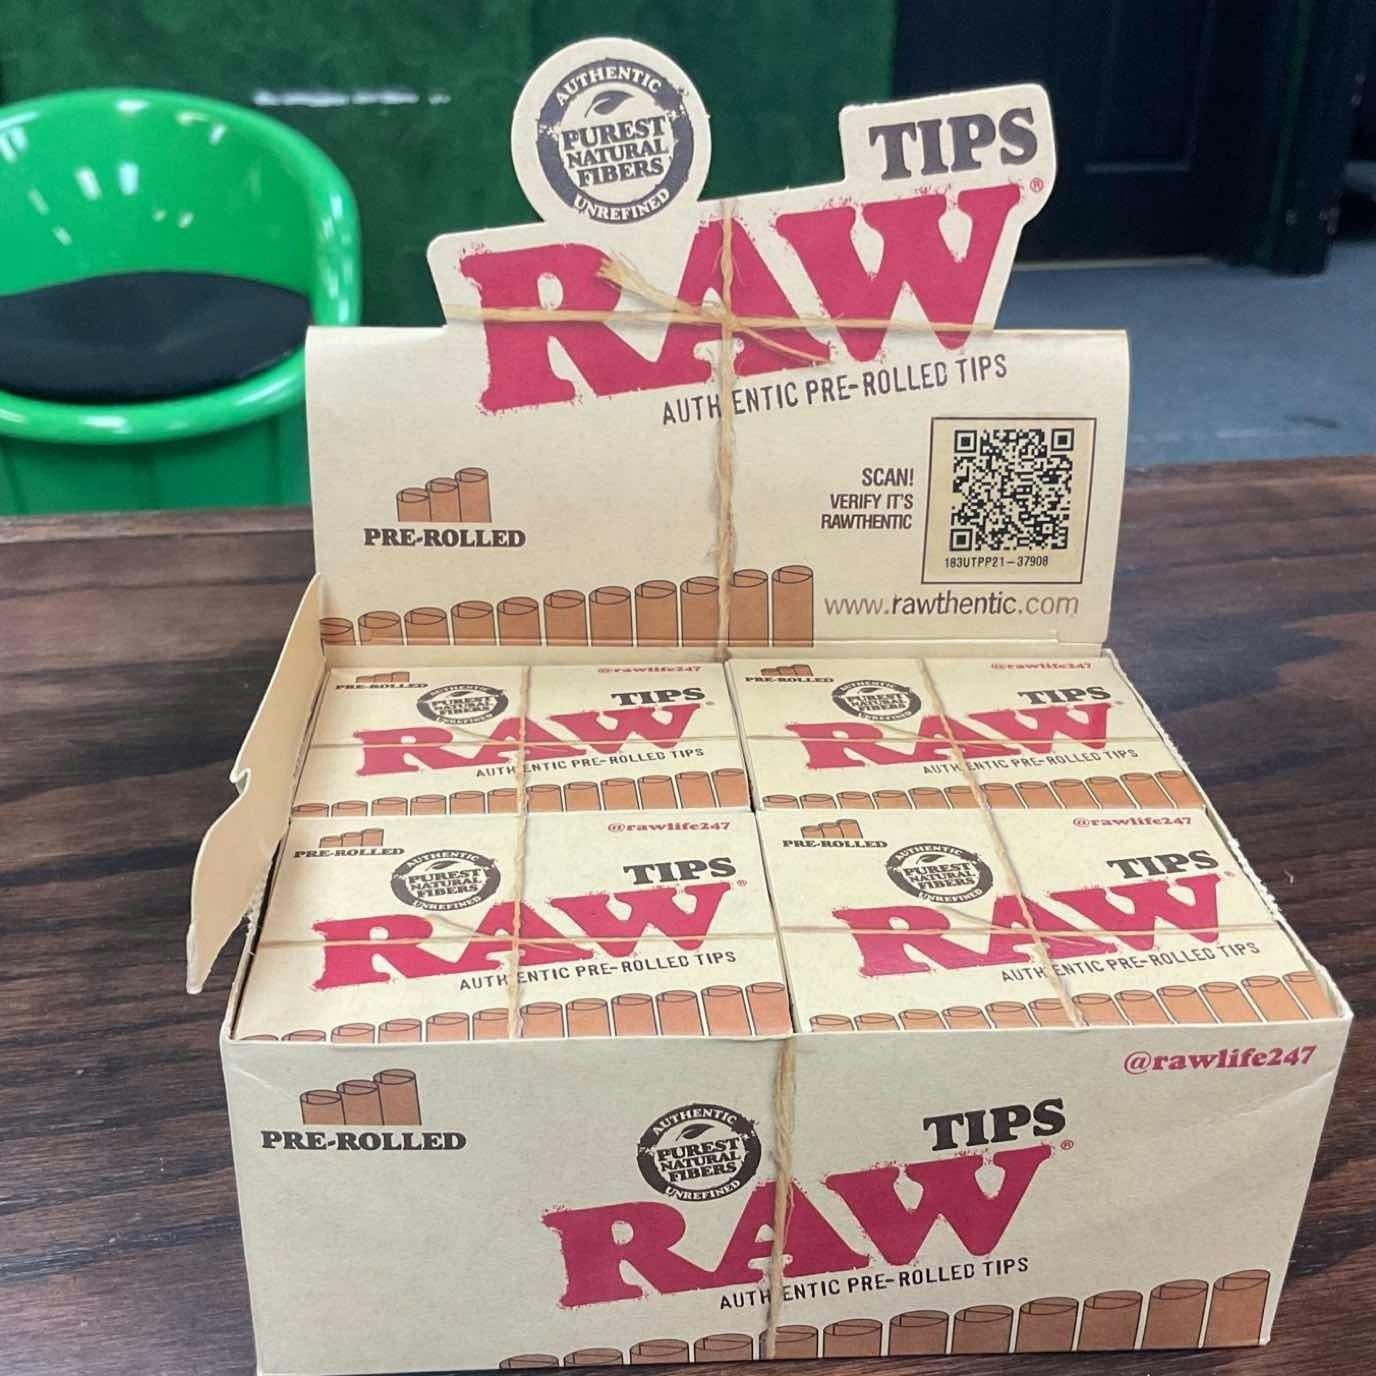 AUTHENTIC
PUREST
NATURAL
FIBERS
UNREFINED
TIPS
RAW®
AUTHENTIC PRE-ROLLED TIPS
PRE-ROLLED
SCAN!
VERIFY IT'S
RAWTHENTIC
183UTPP21-37908
www.rawthentic.com
PRE-ROLLED
@rawlife247
AUTHENTIC
PUREST
NATURAL
FIBERS
UNREFINED
TIPS
RAW
AUTHENTIC PRE-ROLLED TIPS
PRE-ROLLED
@rawlife247
AUTHENTIC
PUREST
NATURAL
FIBERS
UNREFINED
TIPS
RAW
AUTHENTIC PRE-ROLLED TIPS
PRE-ROLLED
@rawlife247
AUTHENTIC
PUREST
NATURAL
FIBERS
UNREFINED
TIPS
RAW®
AUTHENTIC PRE-ROLLED TIPS
PRE-ROLLED
@rawlife247
AUTHENTIC
PUREST
NATURAL
FIBERS
UNREFINED
TIPS
RAW®
AUTHENTIC PRE-ROLLED TIPS
PRE-ROLLED
@rawlife247
AUTHENTIC
PUREST
NATURAL
FIBERS
UNREFINED
TIPS
RAW®
AUTHENTIC PRE-ROLLED TIPS